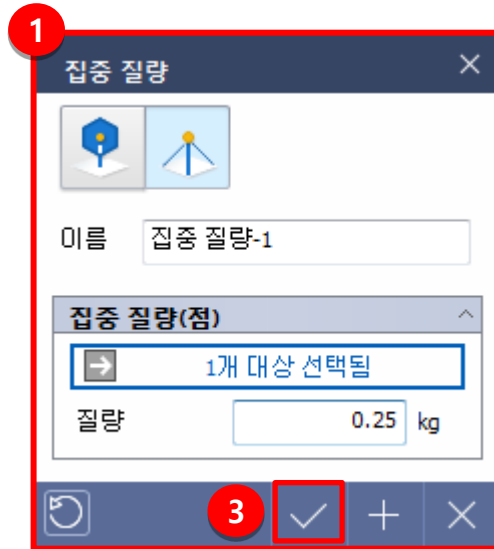 1
집중 질량
이름 집중 질량-1
집중 질량(점)
1개 대상 선택됨
질량 0.25 kg
3